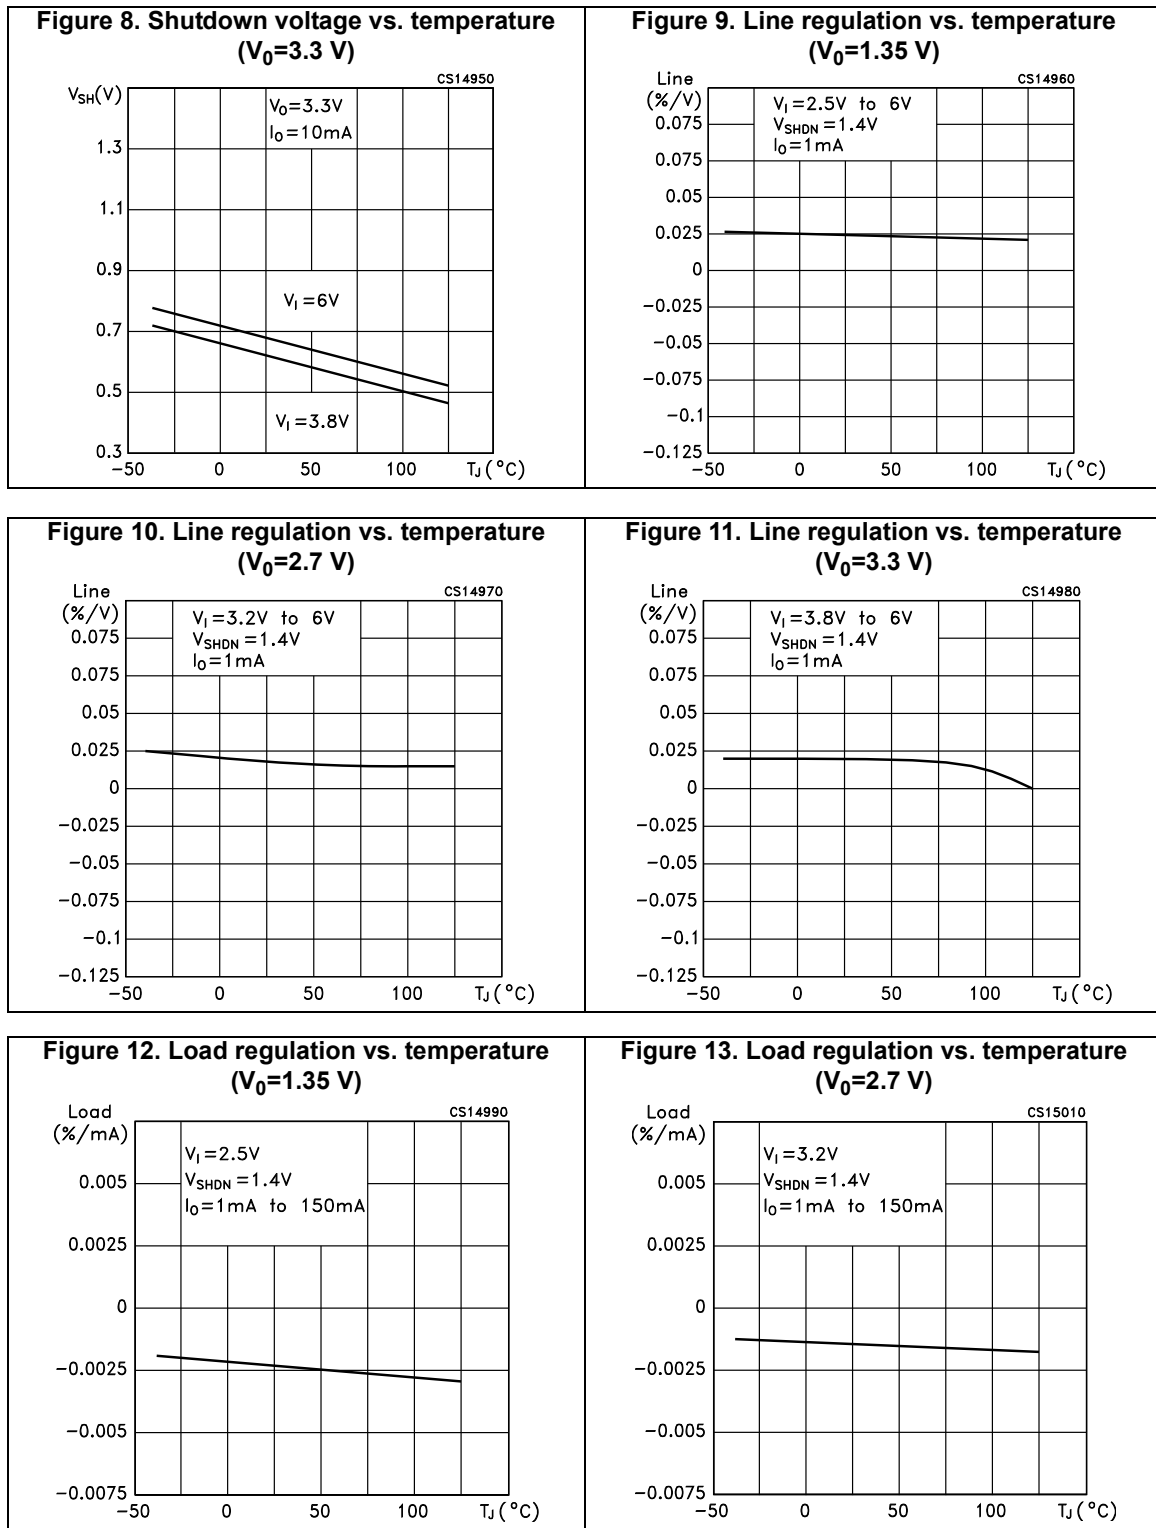 Figure 8. Shutdown voltage vs. temperature
(V0=3.3 V)
CS14950
VSH(V)
V0=3.3V
I0=10mA
1.3
1.1
0.9
VI=6V
0.7
0.5
VI=3.8V
0.3
-50 0 50 100 TJ(°C)
Figure 9. Line regulation vs. temperature
(V0=1.35 V)
Line
(%/V)
CS14960
VI=2.5V to 6V
VSHDN=1.4V
I0=1mA
0.075
0.075
0.05
0.025
0
-0.025
-0.05
-0.075
-0.1
-0.125
-50 0 50 100 TJ(°C)
Figure 10. Line regulation vs. temperature
(V0=2.7 V)
Line
(%/V)
CS14970
VI=3.2V to 6V
VSHDN=1.4V
I0=1mA
0.075
0.075
0.05
0.025
0
-0.025
-0.05
-0.075
-0.1
-0.125
-50 0 50 100 TJ(°C)
Figure 11. Line regulation vs. temperature
(V0=3.3 V)
Line
(%/V)
CS14980
VI=3.8V to 6V
VSHDN=1.4V
I0=1mA
0.075
0.075
0.05
0.025
0
-0.025
-0.05
-0.075
-0.1
-0.125
-50 0 50 100 TJ(°C)
Figure 12. Load regulation vs. temperature
(V0=1.35 V)
Load
(%/mA)
CS14990
VI=2.5V
VSHDN=1.4V
I0=1mA to 150mA
0.005
0.0025
0
-0.0025
-0.005
-0.0075
-50 0 50 100 TJ(°C)
Figure 13. Load regulation vs. temperature
(V0=2.7 V)
Load
(%/mA)
CS15010
VI=3.2V
VSHDN=1.4V
I0=1mA to 150mA
0.005
0.0025
0
-0.0025
-0.005
-0.0075
-50 0 50 100 TJ(°C)